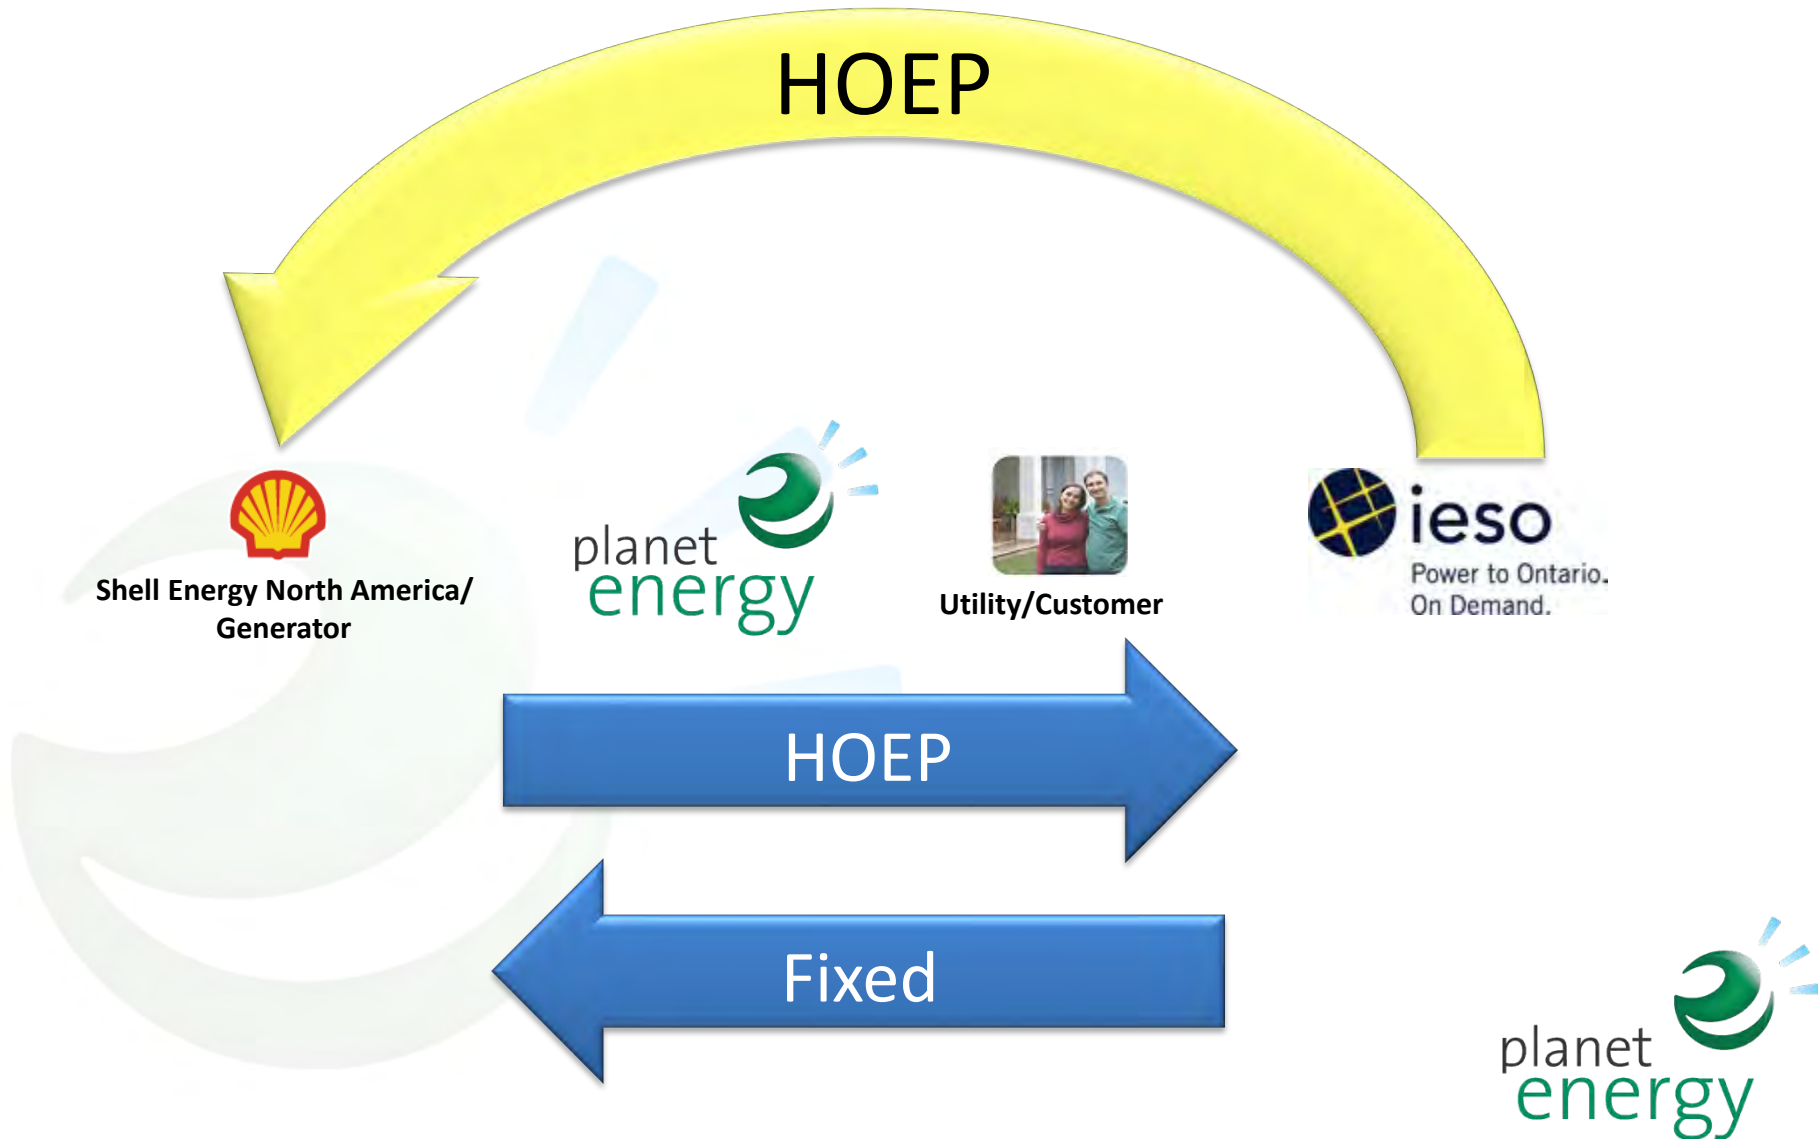 HOEP
Shell Energy North America/
Generator
planet
energy
Utility/Customer
ieso
Power to Ontario.
On Demand.
HOEP
Fixed
planet
energy